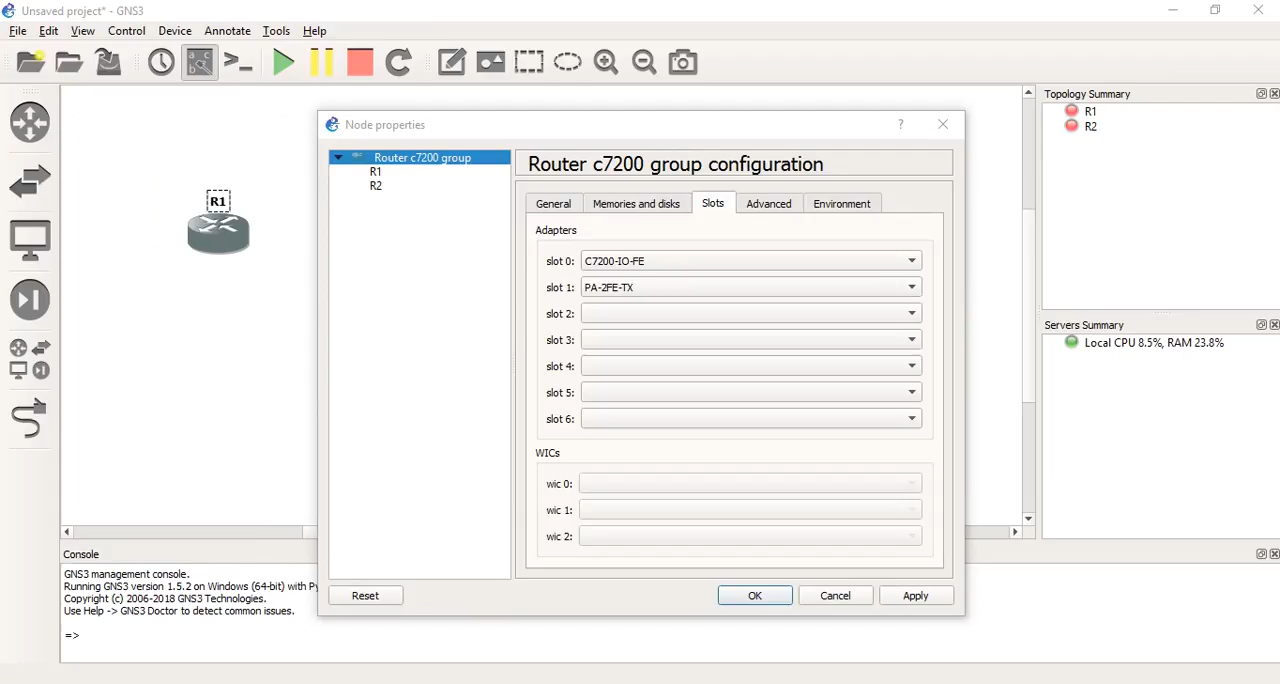 Unsaved project* - GNS3
File Edit View Control Device Annotate Tools Help
Topology Summary
R1
R2
Node properties
?
Router c7200 group
R1
R2
Router c7200 group configuration
General Memories and disks Slots Advanced Environment
Adapters
slot 0: C7200-IO-FE
slot 1: PA-2FE-TX
slot 2:
slot 3:
slot 4:
slot 5:
slot 6:
WICs
wic 0:
wic 1:
wic 2:
Reset OK Cancel Apply
R1
Servers Summary
Local CPU 8.5%, RAM 23.8%
Console
GNS3 management console.
Running GNS3 version 1.5.2 on Windows (64-bit) with Py
Copyright (c) 2006-2018 GNS3 Technologies.
Use Help -> GNS3 Doctor to detect common issues.
=>